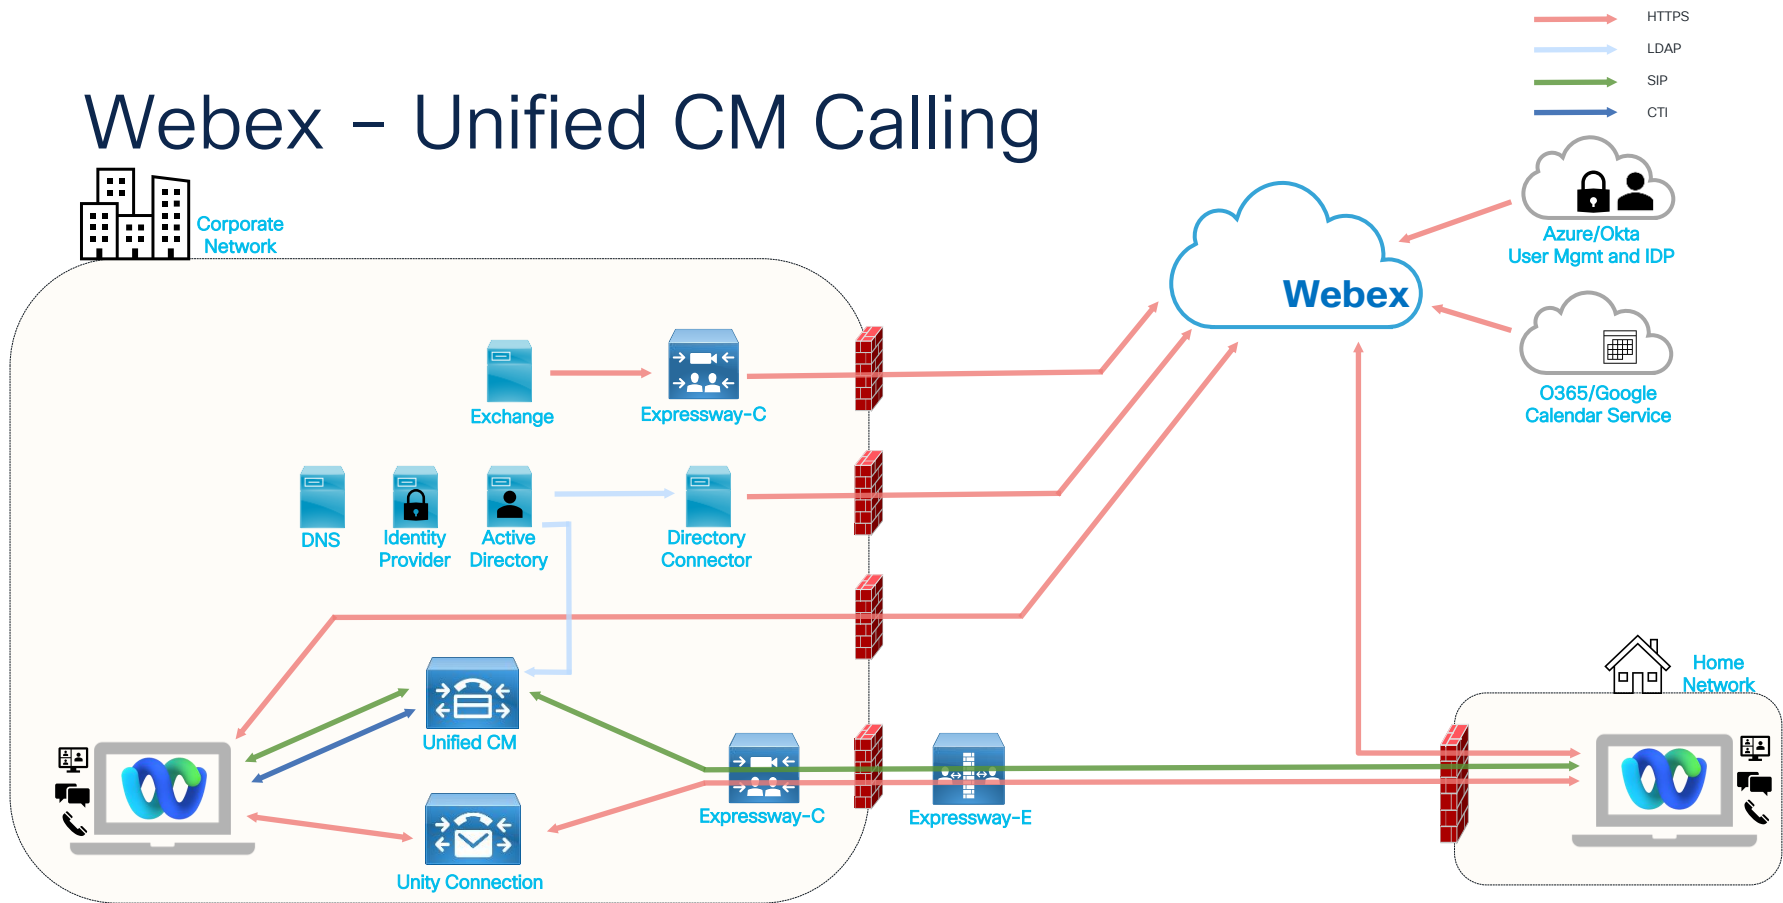 HTTPS
LDAP
SIP
CTI
Webex – Unified CM Calling
Corporate
Network
Azure/Okta
User Mgmt and IDP
Webex
O365/Google
Calendar Service
Exchange
Expressway-C
DNS
Identity
Provider
Active
Directory
Directory
Connector
Home
Network
Unified CM
Expressway-C
Expressway-E
Unity Connection